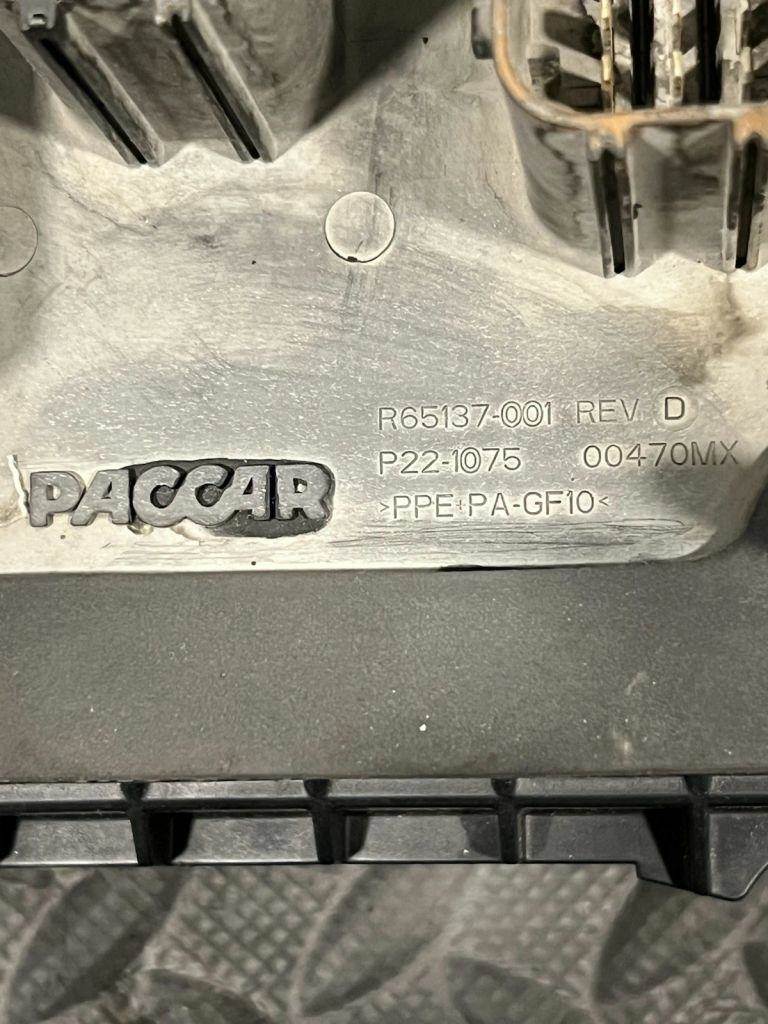 R65137-001 REV D
P22-1075 00470MX
PACCAR
>PPE+PA-GF10<